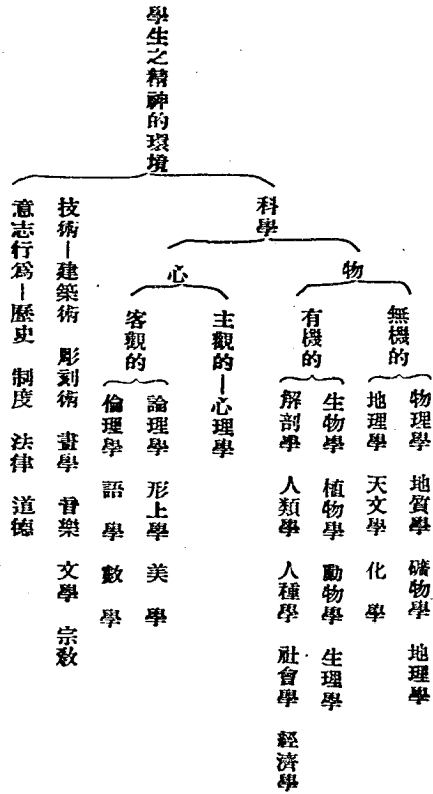 學生之精神的環境
科學
物
無機的
物理學 地質學 礦物學 地理學
地理學 天文學 化學
有機的
生物學 植物學 動物學 生理學
解剖學 人類學 人種學 社會學 經濟學
心
主觀的—心理學
客觀的
論理學 形上學 美學
倫理學 語學 數學
技術—建築術 彫刻術 畫學 音樂 文學 宗教
意志行爲—歷史 制度 法律 道德